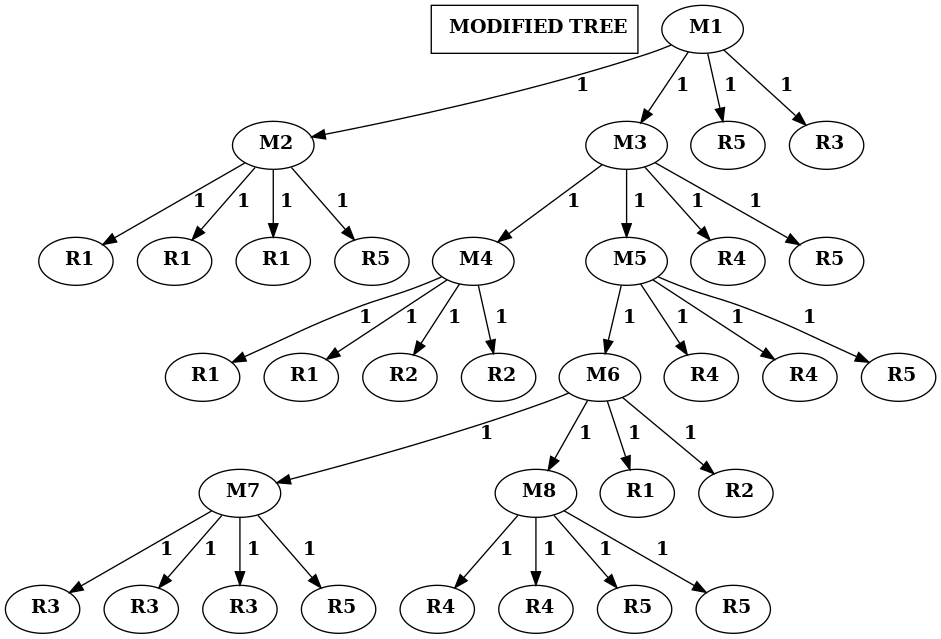 MODIFIED TREE
M1
1 1 1 1
M2 M3 R5 R3
1 1 1 1 1 1 1 1
R1 R1 R1 R5 M4 M5 R4 R5
1 1 1 1 1 1 1 1
R1 R1 R2 R2 M6 R4 R4 R5
1 1 1 1
M7 M8 R1 R2
1 1 1 1 1 1 1 1
R3 R3 R3 R5 R4 R4 R5 R5